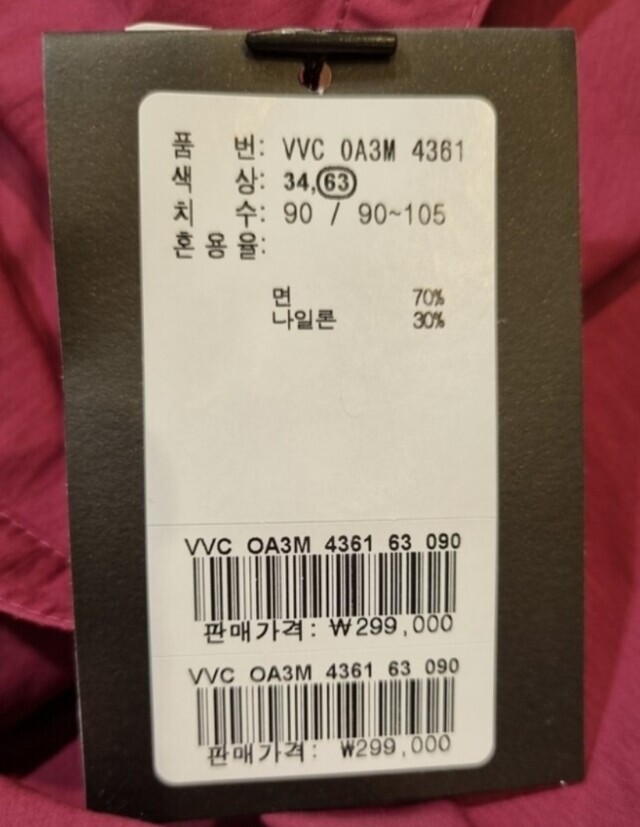 품 번: VVC 0A3M 4361
색 상: 34,63
치 수: 90 / 90~105
혼 용 율:
면 70%
나일론 30%
VVC OA3M 4361 63 090
판매가격: ₩299,000
VVC OA3M 4361 63 090
판매가격: ₩299,000